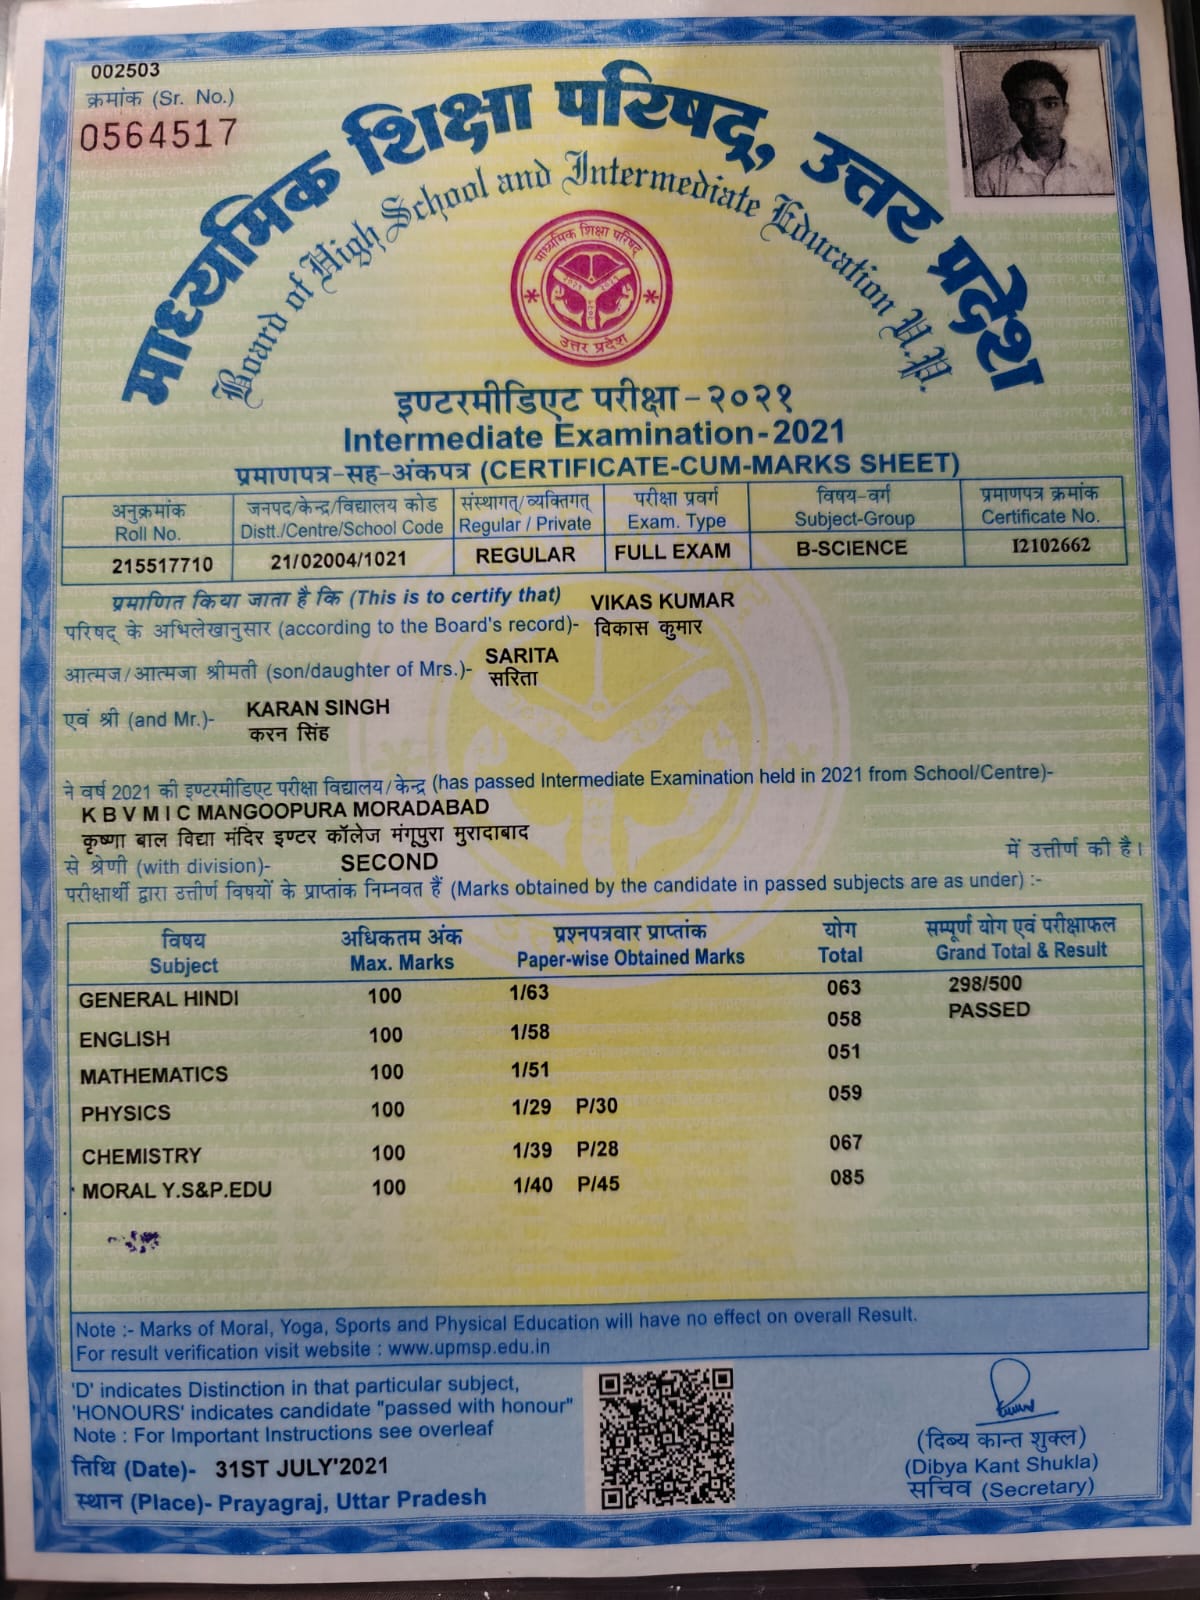 002503
क्रमांक (Sr. No.)
0564517
माध्यमिक शिक्षा परिषद्, उत्तर प्रदेश
Board of High School and Intermediate Education U.P.
माध्यमिक शिक्षा परिषद
उत्तर प्रदेश
इण्टरमीडिएट परीक्षा - २०२१
Intermediate Examination - 2021
प्रमाणपत्र-सह-अंकपत्र (CERTIFICATE-CUM-MARKS SHEET)
अनुक्रमांक जनपद/केन्द्र/विद्यालय कोड संस्थागत्/व्यक्तिगत् परीक्षा प्रवर्ग विषय-वर्ग प्रमाणपत्र क्रमांक
Roll No. Distt./Centre/School Code Regular / Private Exam. Type Subject-Group Certificate No.
215517710 21/02004/1021 REGULAR FULL EXAM B-SCIENCE I2102662
प्रमाणित किया जाता है कि (This is to certify that) VIKAS KUMAR
परिषद् के अभिलेखानुसार (according to the Board's record)- विकास कुमार
SARITA
आत्मज/आत्मजा श्रीमती (son/daughter of Mrs.)- सरिता
एवं श्री (and Mr.)- KARAN SINGH
करन सिंह
ने वर्ष 2021 की इण्टरमीडिएट परीक्षा विद्यालय/केन्द्र (has passed Intermediate Examination held in 2021 from School/Centre)-
K B V M I C MANGOOPURA MORADABAD
कृष्णा बाल विद्या मंदिर इण्टर कॉलेज मंगूपुरा मुरादाबाद
से श्रेणी (with division)- SECOND में उत्तीर्ण की है।
परीक्षार्थी द्वारा उत्तीर्ण विषयों के प्राप्तांक निम्नवत हैं (Marks obtained by the candidate in passed subjects are as under) :-
विषय अधिकतम अंक प्रश्नपत्रवार प्राप्तांक योग सम्पूर्ण योग एवं परीक्षाफल
Subject Max. Marks Paper-wise Obtained Marks Total Grand Total & Result
GENERAL HINDI 100 1/63 063 298/500
PASSED
ENGLISH 100 1/58 058
MATHEMATICS 100 1/51 051
PHYSICS 100 1/29 P/30 059
CHEMISTRY 100 1/39 P/28 067
MORAL Y.S&P.EDU 100 1/40 P/45 085
Note :- Marks of Moral, Yoga, Sports and Physical Education will have no effect on overall Result.
For result verification visit website : www.upmsp.edu.in
'D' indicates Distinction in that particular subject,
'HONOURS' indicates candidate "passed with honour"
Note : For Important Instructions see overleaf
तिथि (Date)- 31ST JULY'2021
स्थान (Place)- Prayagraj, Uttar Pradesh
(दिब्य कान्त शुक्ल)
(Dibya Kant Shukla)
सचिव (Secretary)